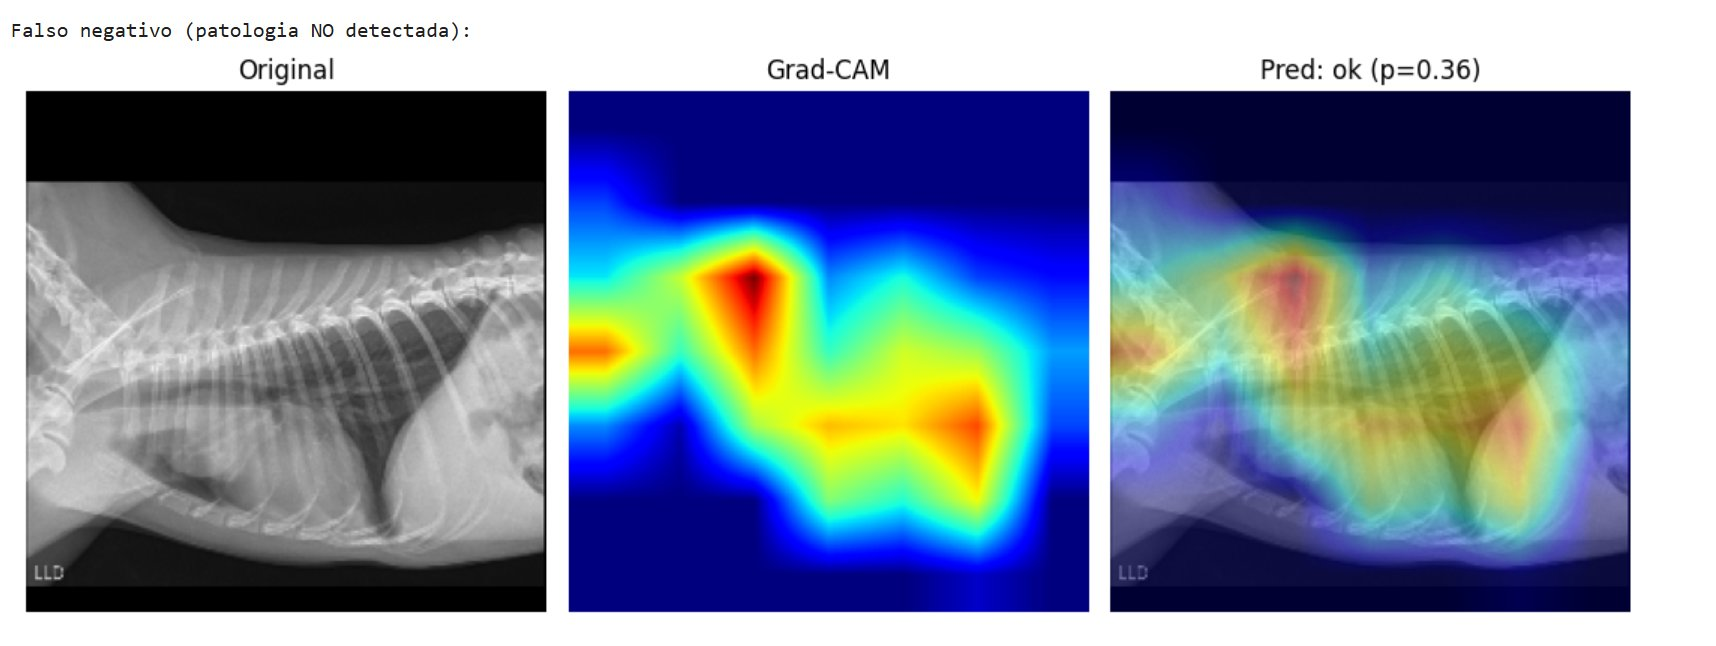 Falso negativo (patologia NO detectada):
Original
Grad-CAM
Pred: ok (p=0.36)
LLD
LLD